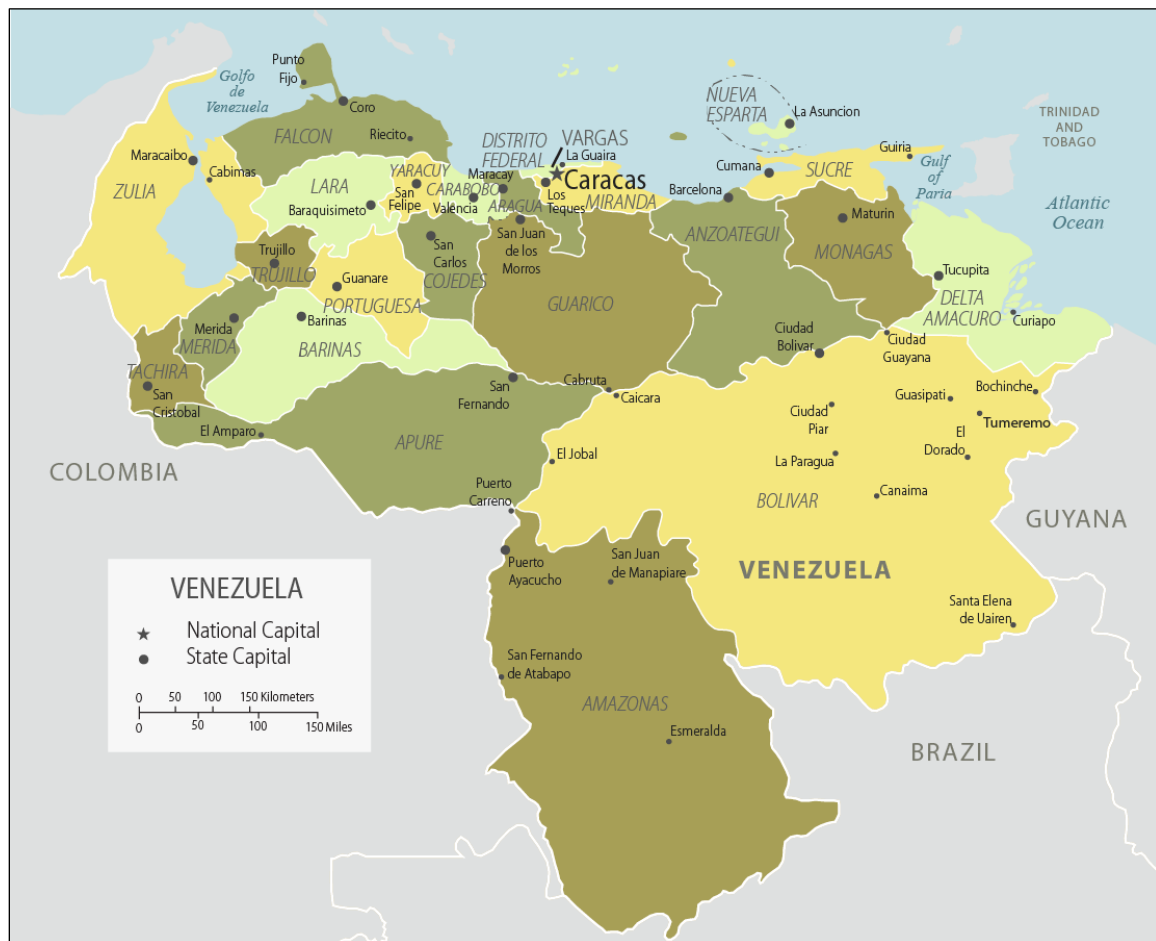 Punto
Fijo
Golfo
de
Venezuela
Coro
FALCON
Riecito
NUEVA
ESPARTA
La Asuncion
TRINIDAD
AND
TOBAGO
DISTRITO
FEDERAL
VARGAS
La Guaira
Caracas
Maracaibo
Cabimas
ZULIA
LARA
Baraquisimeto
YARACUY
San
Felipe
CARABOBO
Valencia
Maracay
ARAGUA
Los
Teques
MIRANDA
Barcelona
Cumana
SUCRE
Guiria
Gulf
of
Paria
Atlantic
Ocean
Maturin
MONAGAS
ANZOATEGUI
Trujillo
TRUJILLO
Guanare
PORTUGUESA
San
Carlos
COJEDES
San Juan
de los
Morros
GUARICO
Tucupita
DELTA
AMACURO
Curiapo
Merida
MERIDA
Barinas
BARINAS
TACHIRA
San
Cristobal
El Amparo
San
Fernando
APURE
Cabruta
Caicara
Ciudad
Bolivar
Ciudad
Guayana
Guasipati
Bochinche
Tumeremo
Ciudad
Piar
El
Dorado
La Paragua
Canaima
El Jobal
BOLIVAR
Puerto
Carreno
COLOMBIA
GUYANA
VENEZUELA
Puerto
Ayacucho
San Juan
de Manapiare
Santa Elena
de Uairen
San Fernando
de Atabapo
AMAZONAS
Esmeralda
BRAZIL
VENEZUELA
National Capital
State Capital
0 50 100 150 Kilometers
0 50 100 150 Miles